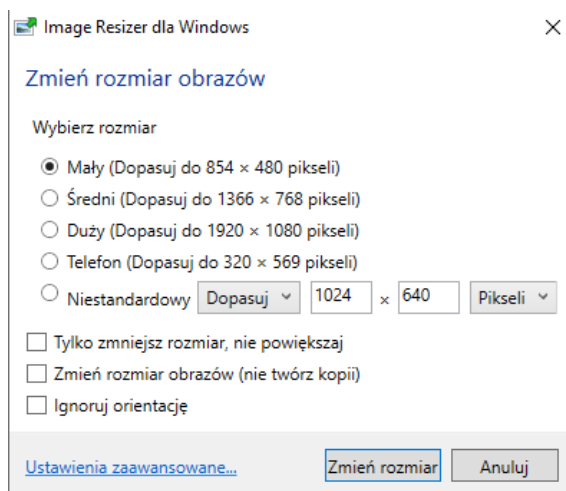 Image Resizer dla Windows
Zmień rozmiar obrazów
Wybierz rozmiar
Mały (Dopasuj do 854 × 480 pikseli)
Średni (Dopasuj do 1366 × 768 pikseli)
Duży (Dopasuj do 1920 × 1080 pikseli)
Telefon (Dopasuj do 320 × 569 pikseli)
Niestandardowy Dopasuj 1024 × 640 Pikseli
Tylko zmniejsz rozmiar, nie powiększaj
Zmień rozmiar obrazów (nie twórz kopii)
Ignoruj orientację
Ustawienia zaawansowane... Zmień rozmiar Anuluj